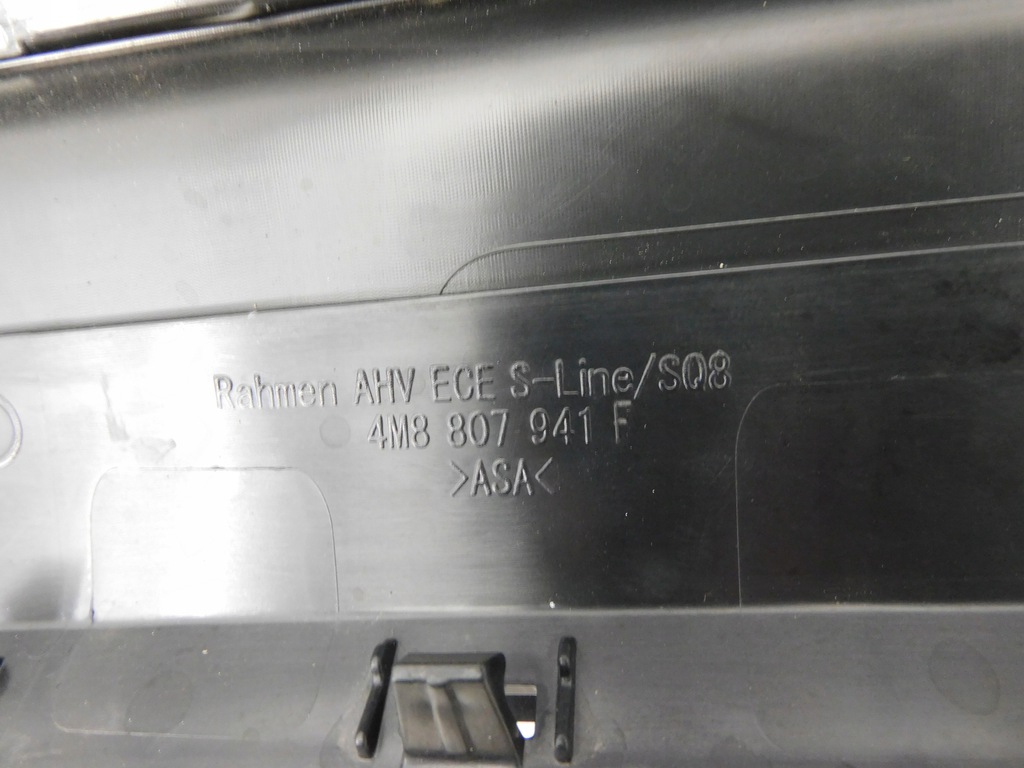 Rahmen AHV ECE S-Line/SQ8
4M8 807 941 F
>ASA<